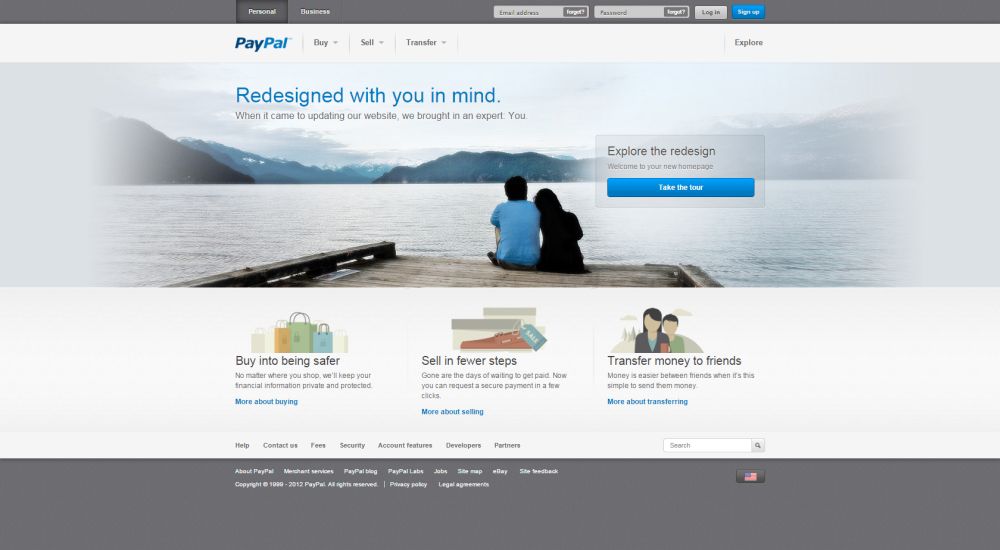 Personal Business Email address forgot? Password forgot? Log in Sign up
PayPal™ Buy Sell Transfer Explore
Redesigned with you in mind.
When it came to updating our website, we brought in an expert: You.
Explore the redesign
Welcome to your new homepage
Take the tour
SALE
Buy into being safer
No matter where you shop, we'll keep your
financial information private and protected.
More about buying
Sell in fewer steps
Gone are the days of waiting to get paid. Now
you can request a secure payment in a few
clicks.
More about selling
Transfer money to friends
Money is easier between friends when it's this
simple to send them money.
More about transferring
Help Contact us Fees Security Account features Developers Partners Search
About PayPal Merchant services PayPal blog PayPal Labs Jobs Site map eBay Site feedback
Copyright © 1999 - 2012 PayPal. All rights reserved. | Privacy policy Legal agreements